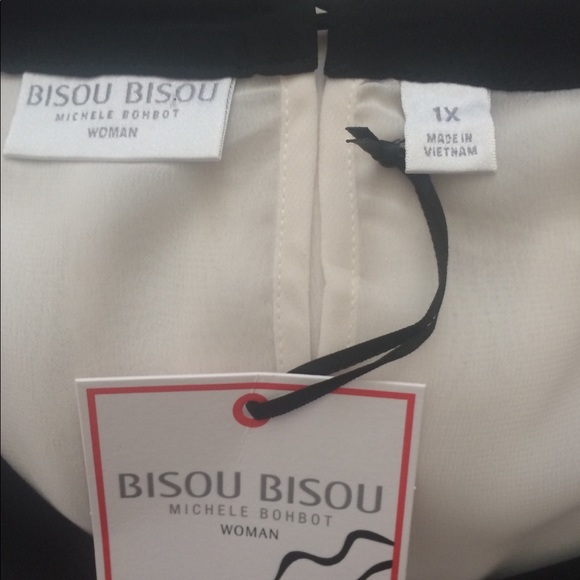 BISOU BISOU
MICHELE BOHBOT
WOMAN
1X
MADE IN
VIETNAM
BISOU BISOU
MICHELE BOHBOT
WOMAN